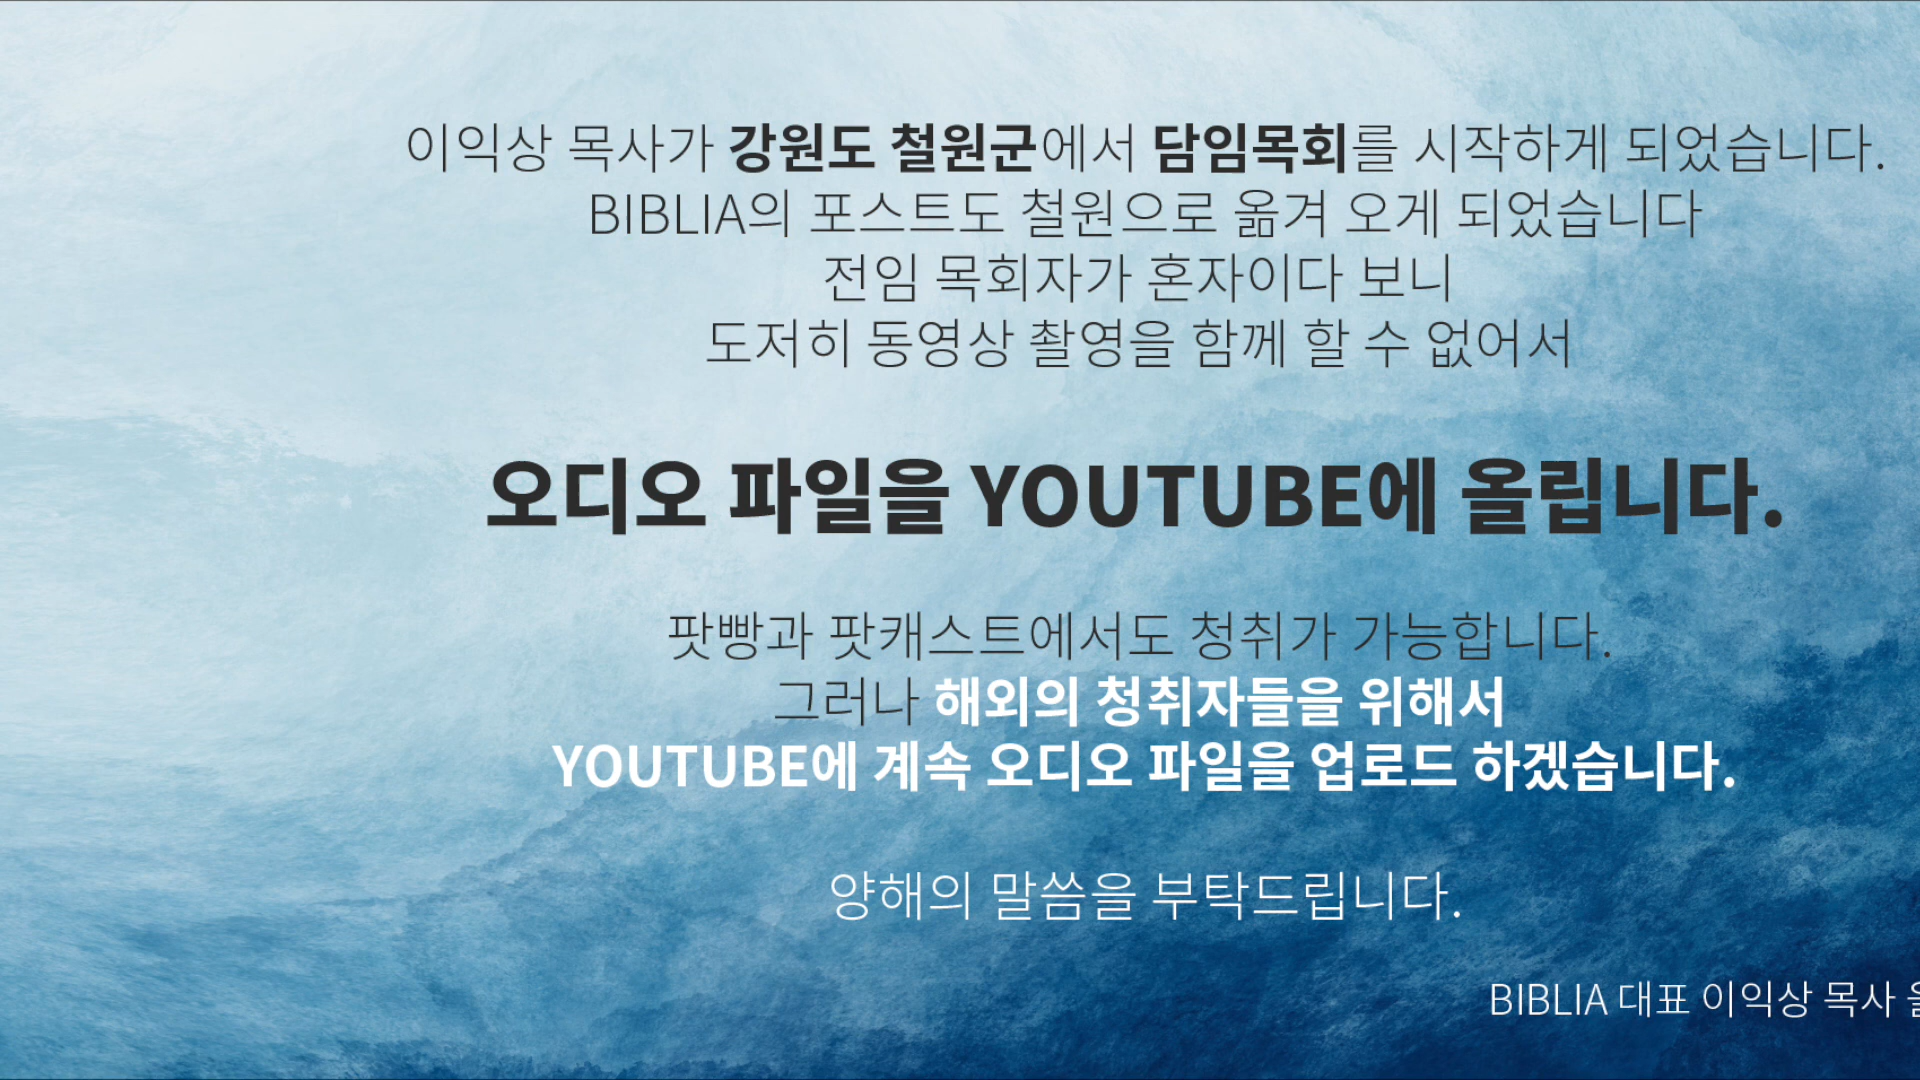 이익상 목사가 강원도 철원군에서 담임목회를 시작하게 되었습니다.
BIBLIA의 포스트도 철원으로 옮겨 오게 되었습니다
전임 목회자가 혼자이다 보니
도저히 동영상 촬영을 함께 할 수 없어서
오디오 파일을 YOUTUBE에 올립니다.
팟빵과 팟캐스트에서도 청취가 가능합니다.
그러나 해외의 청취자들을 위해서
YOUTUBE에 계속 오디오 파일을 업로드 하겠습니다.
양해의 말씀을 부탁드립니다.
BIBLIA 대표 이익상 목사